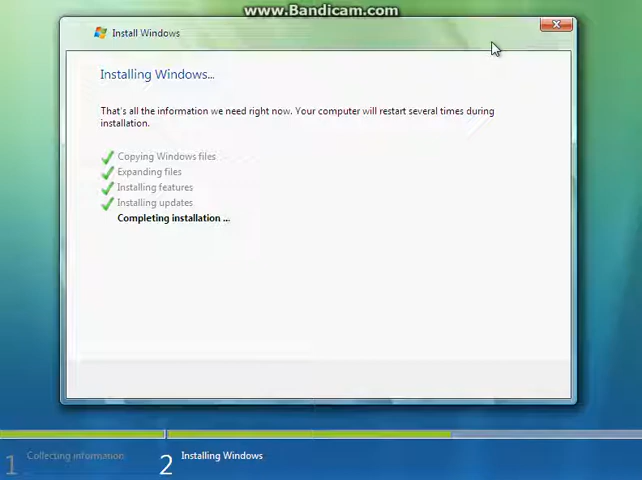 www.Bandicam.com
Install Windows
Installing Windows...
That's all the information we need right now. Your computer will restart several times during
installation.
Copying Windows files
Expanding files
Installing features
Installing updates
Completing installation ...
1 Collecting information
2 Installing Windows